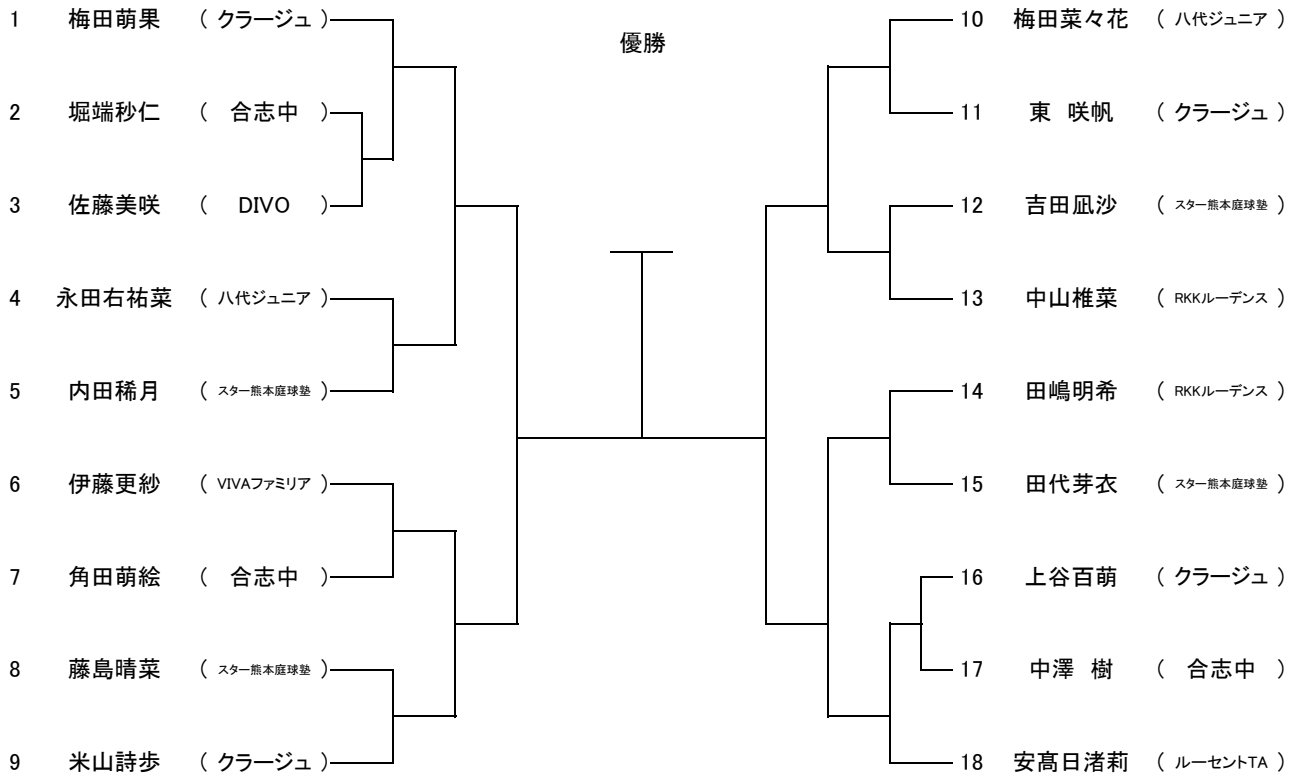 優勝
1 梅田萌果 ( クラージュ )
2 堀端秒仁 ( 合志中 )
3 佐藤美咲 ( DIVO )
4 永田右祐菜 ( 八代ジュニア )
5 内田稀月 ( スター熊本庭球塾 )
6 伊藤更紗 ( VIVAファミリア )
7 角田萌絵 ( 合志中 )
8 藤島晴菜 ( スター熊本庭球塾 )
9 米山詩歩 ( クラージュ )
10 梅田菜々花 ( 八代ジュニア )
11 東 咲帆 ( クラージュ )
12 吉田凪沙 ( スター熊本庭球塾 )
13 中山椎菜 ( RKKルーデンス )
14 田嶋明希 ( RKKルーデンス )
15 田代芽衣 ( スター熊本庭球塾 )
16 上谷百萌 ( クラージュ )
17 中澤 樹 ( 合志中 )
18 安髙日渚莉 ( ルーセントTA )